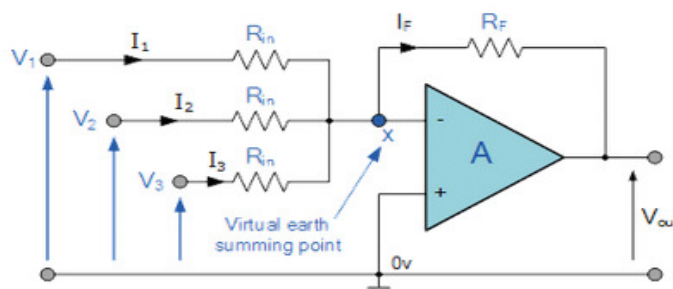 I₁
Rin
IF
RF
V₁
I₂
Rin
V₂
-
x
A
I₃
Rin
V₃
+
Virtual earth
summing point
0v
Vou